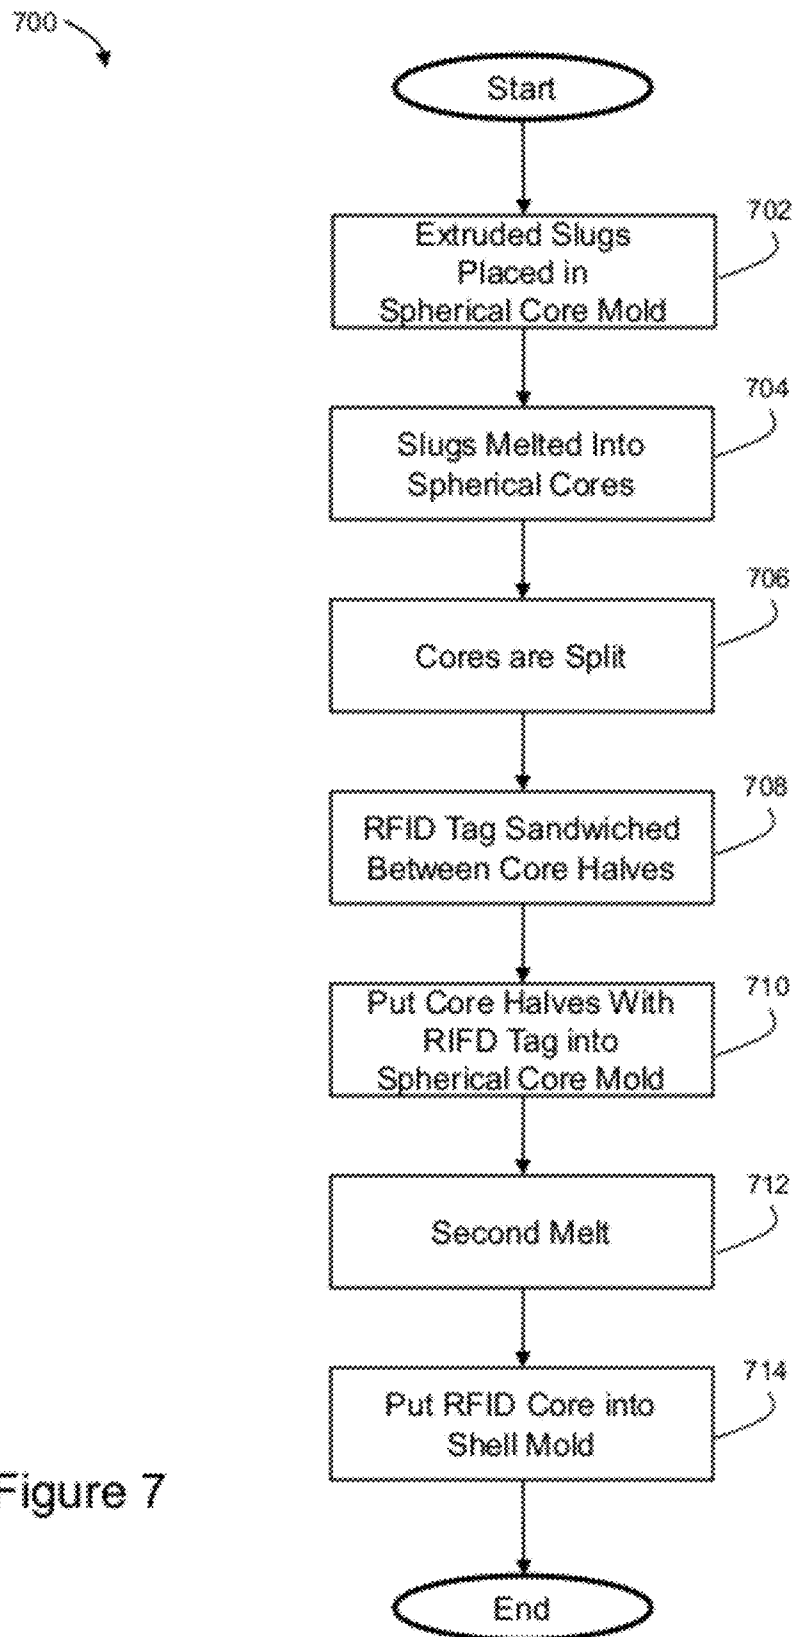 700
Start
702
Extruded Slugs
Placed in
Spherical Core Mold
704
Slugs Melted Into
Spherical Cores
706
Cores are Split
708
RFID Tag Sandwiched
Between Core Halves
710
Put Core Halves With
RIFD Tag into
Spherical Core Mold
712
Second Melt
714
Put RFID Core into
Shell Mold
Figure 7
End